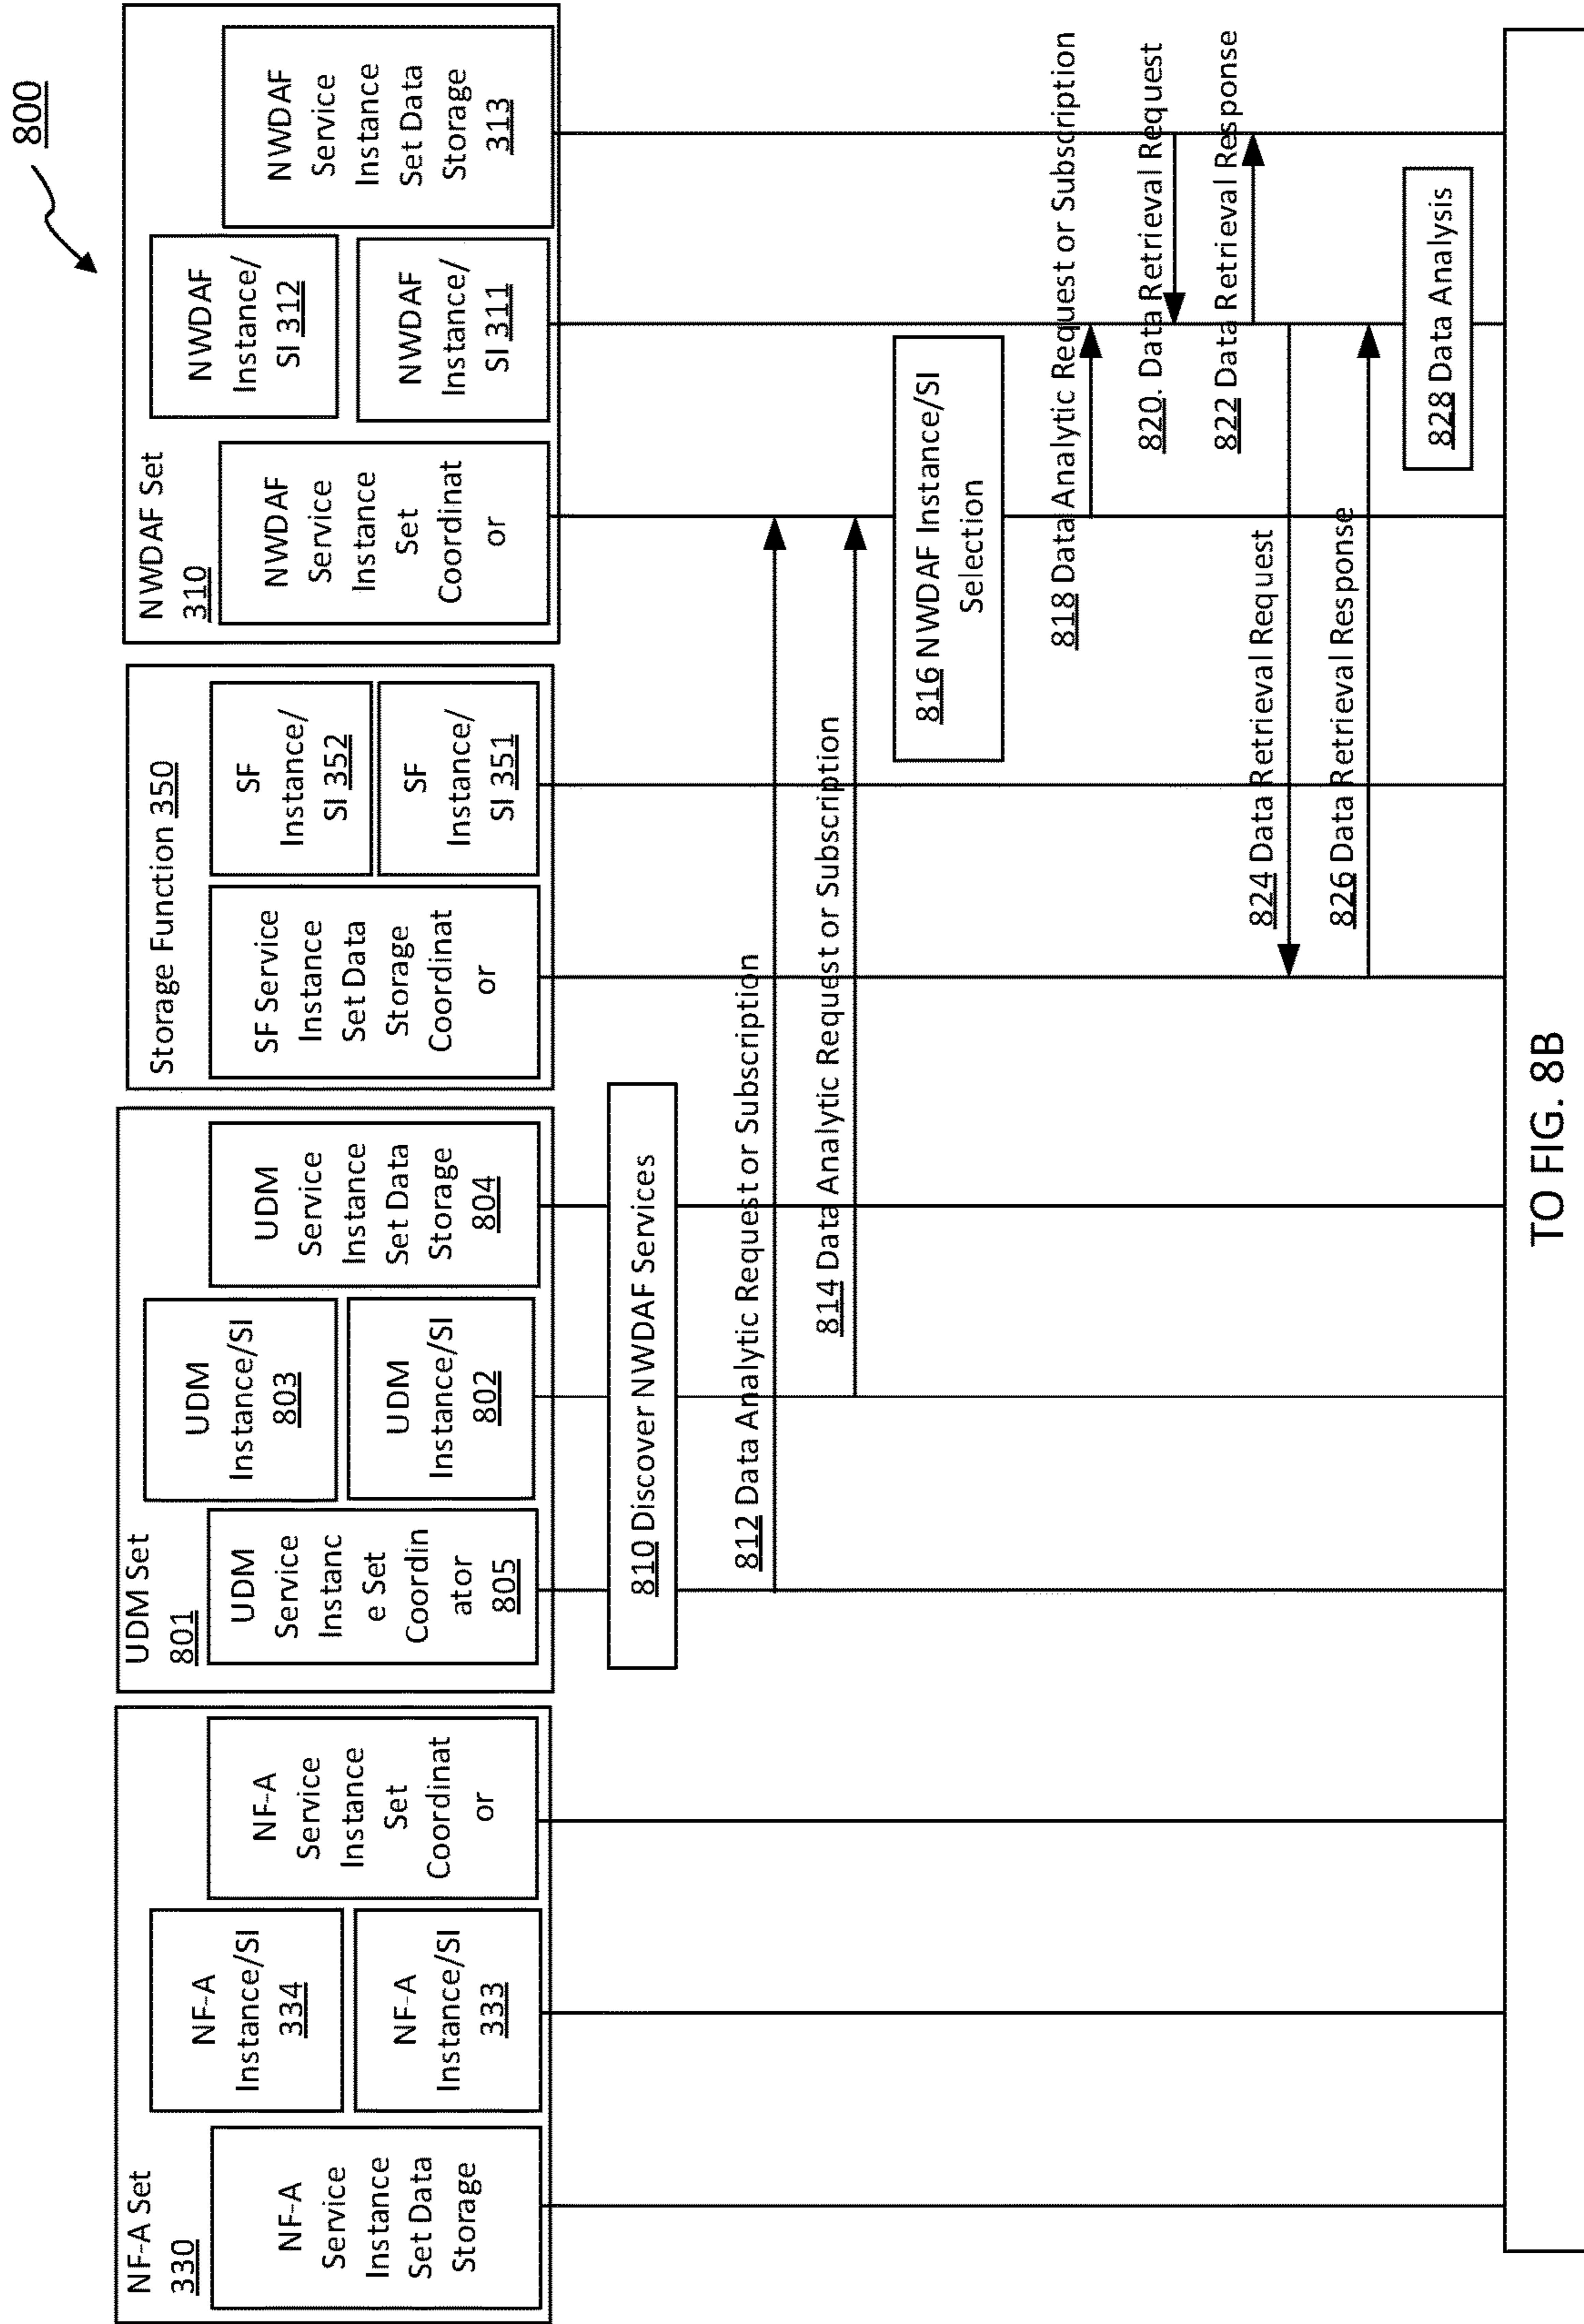 800
NF-A Set
330
NF-A
Service
Instance
Set Data
Storage
NF-A
Instance/SI
334
NF-A
Instance/SI
333
NF-A
Service
Instance
Set
Coordinat
or
UDM Set
801
UDM
Service
Instanc
e Set
Coordin
ator
805
UDM
Instance/SI
803
UDM
Instance/SI
802
UDM
Service
Instance
Set Data
Storage
804
Storage Function 350
SF Service
Instance
Set Data
Storage
Coordinat
or
SF
Instance/
SI 352
SF
Instance/
SI 351
NWDAF Set
310
NWDAF
Service
Instance
Set
Coordinat
or
NWDAF
Instance/
SI 312
NWDAF
Instance/
SI 311
NWDAF
Service
Instance
Set Data
Storage
313
810 Discover NWDAF Services
812 Data Analytic Request or Subscription
814 Data Analytic Request or Subscription
816 NWDAF Instance/SI
Selection
818 Data Analytic Request or Subscription
820. Data Retrieval Request
822 Data Retrieval Response
824 Data Retrieval Request
826 Data Retrieval Response
828 Data Analysis
TO FIG. 8B